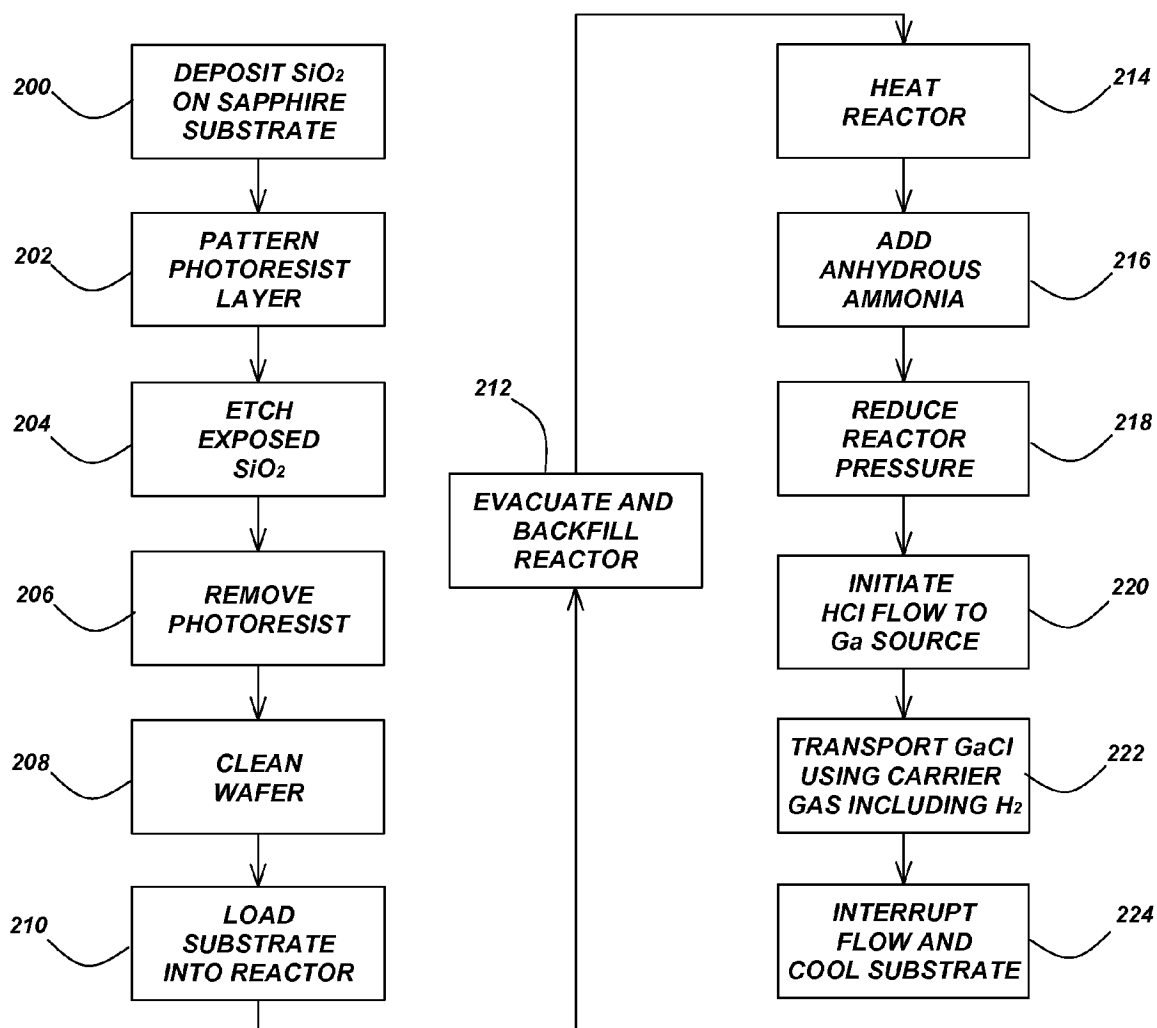 200
DEPOSIT SiO2
ON SAPPHIRE
SUBSTRATE
202
PATTERN
PHOTORESIST
LAYER
204
ETCH
EXPOSED
SiO2
206
REMOVE
PHOTORESIST
208
CLEAN
WAFER
210
LOAD
SUBSTRATE
INTO REACTOR
212
EVACUATE AND
BACKFILL
REACTOR
HEAT
REACTOR
214
ADD
ANHYDROUS
AMMONIA
216
REDUCE
REACTOR
PRESSURE
218
INITIATE
HCl FLOW TO
Ga SOURCE
220
TRANSPORT GaCl
USING CARRIER
GAS INCLUDING H2
222
INTERRUPT
FLOW AND
COOL SUBSTRATE
224